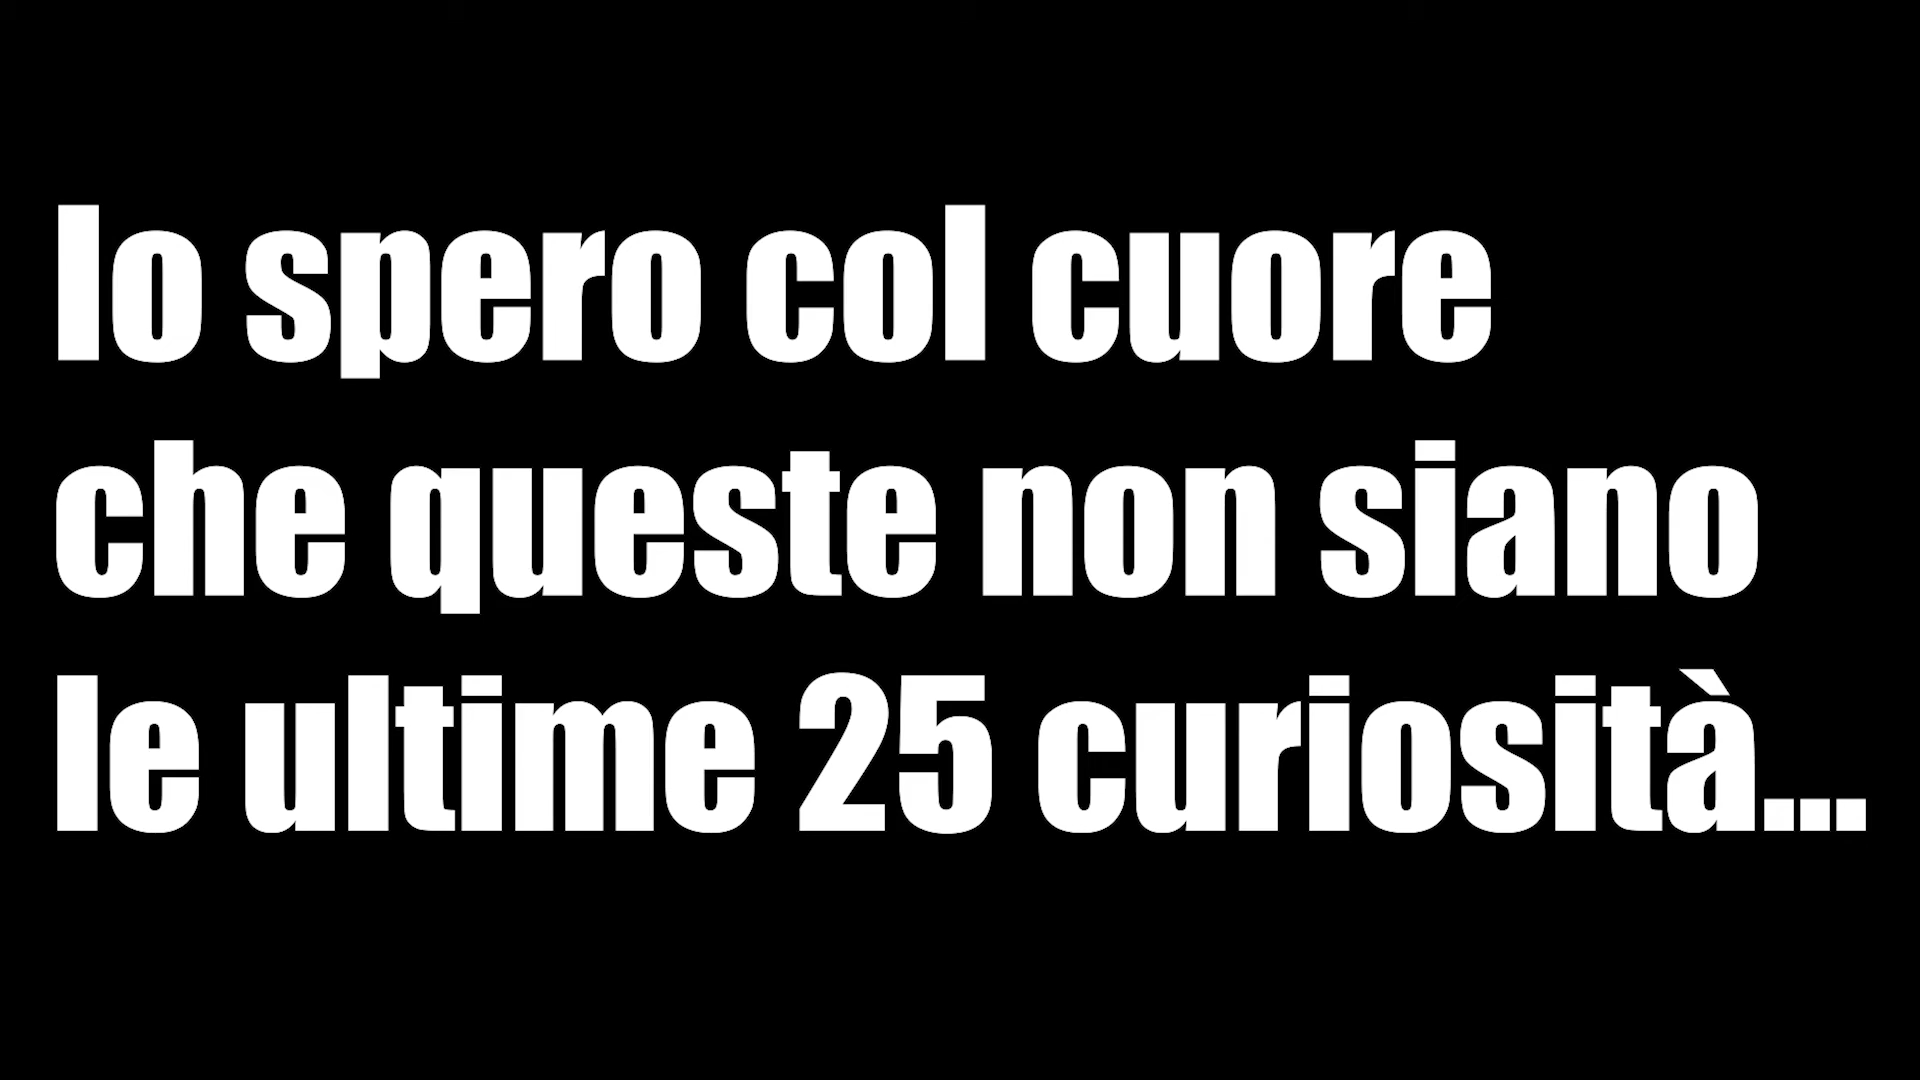 Io spero col cuore
che queste non siano
le ultime 25 curiosità...